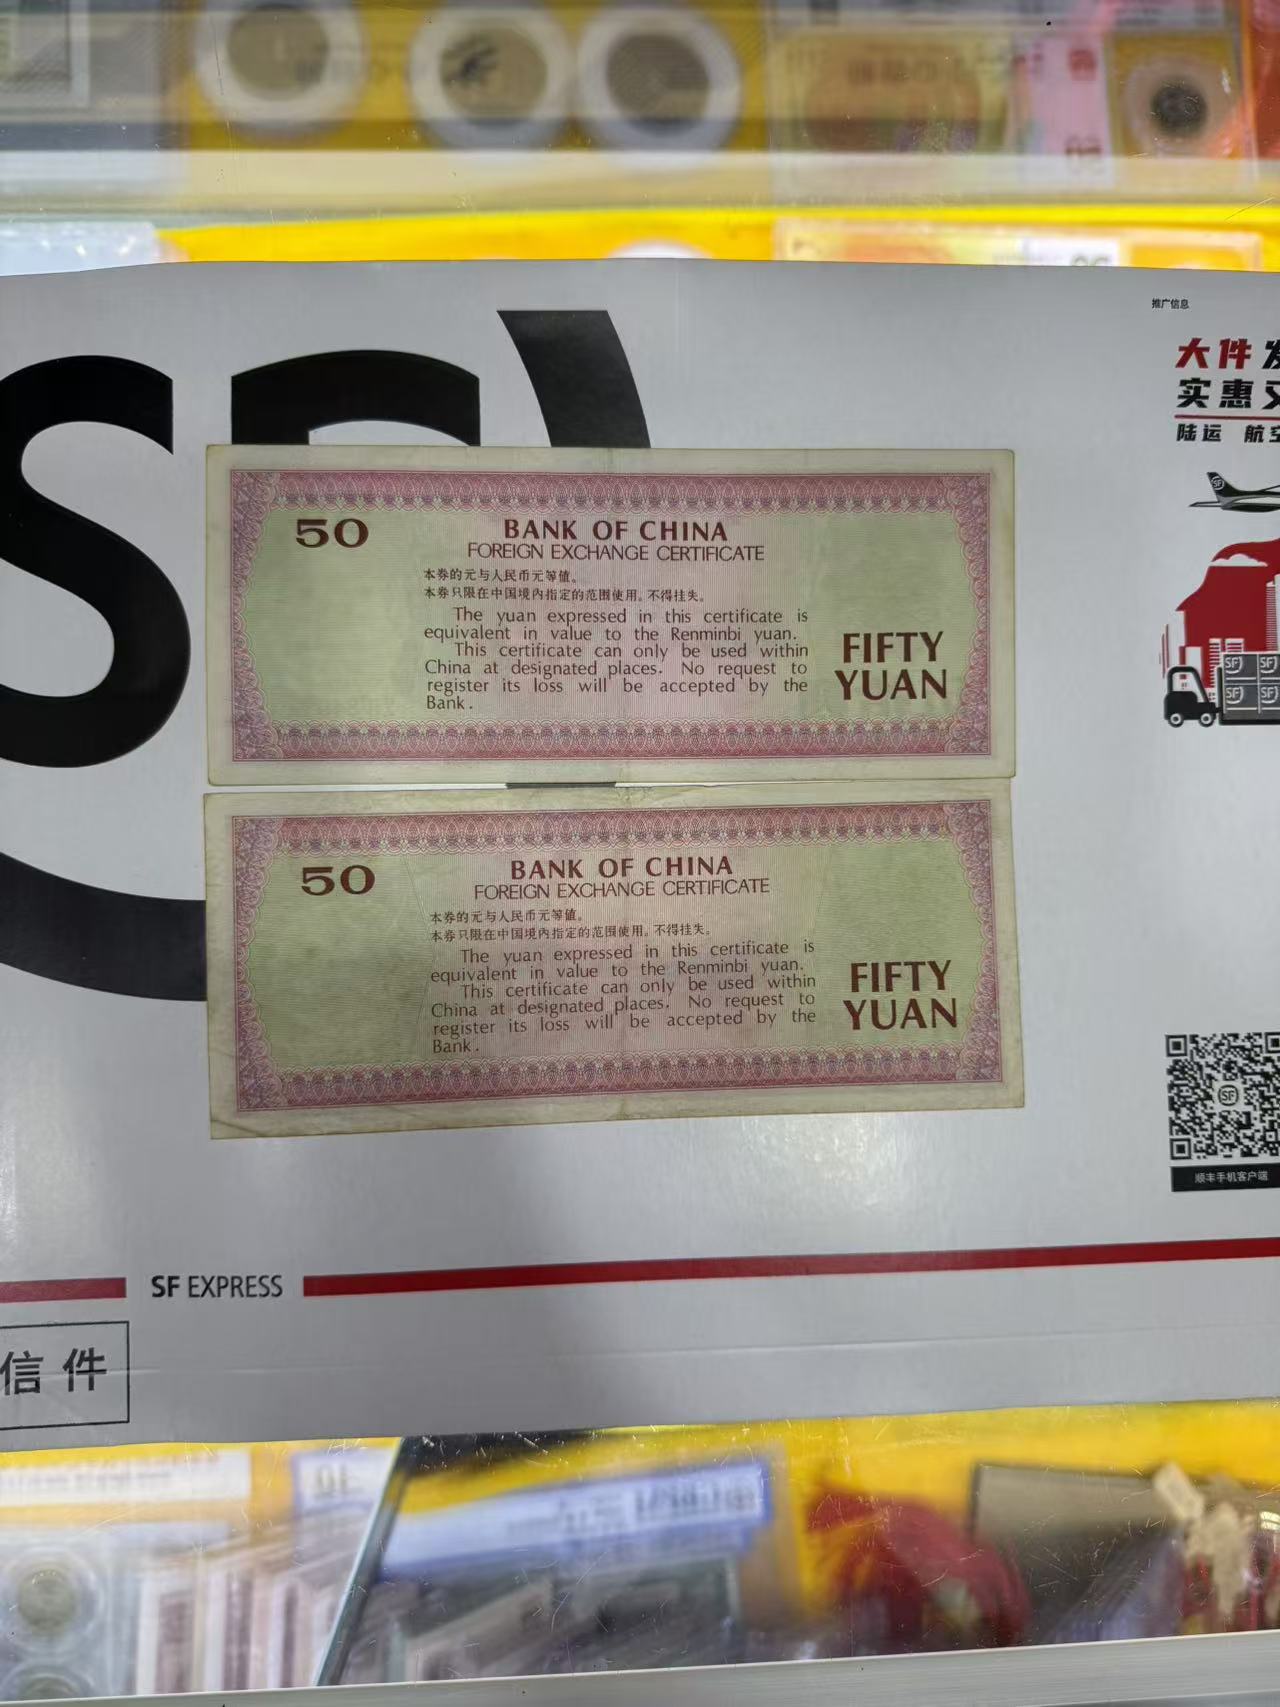 推广信息
SF
大件
实惠
陆运 航空
50
BANK OF CHINA
FOREIGN EXCHANGE CERTIFICATE
本券的元与人民币元等值。
本券只限在中国境内指定的范围使用。不得挂失。
The yuan expressed in this certificate is
equivalent in value to the Renminbi yuan.
This certificate can only be used within
China at designated places. No request to
register its loss will be accepted by the
Bank.
FIFTY
YUAN
SF
SF
SF
SF
SF
50
BANK OF CHINA
FOREIGN EXCHANGE CERTIFICATE
本券的元与人民币元等值。
本券只限在中国境内指定的范围使用。不得挂失。
The yuan expressed in this certificate is
equivalent in value to the Renminbi yuan.
This certificate can only be used within
China at designated places. No request to
register its loss will be accepted by the
Bank.
FIFTY
YUAN
SF
顺丰手机客户端
SF EXPRESS
信件